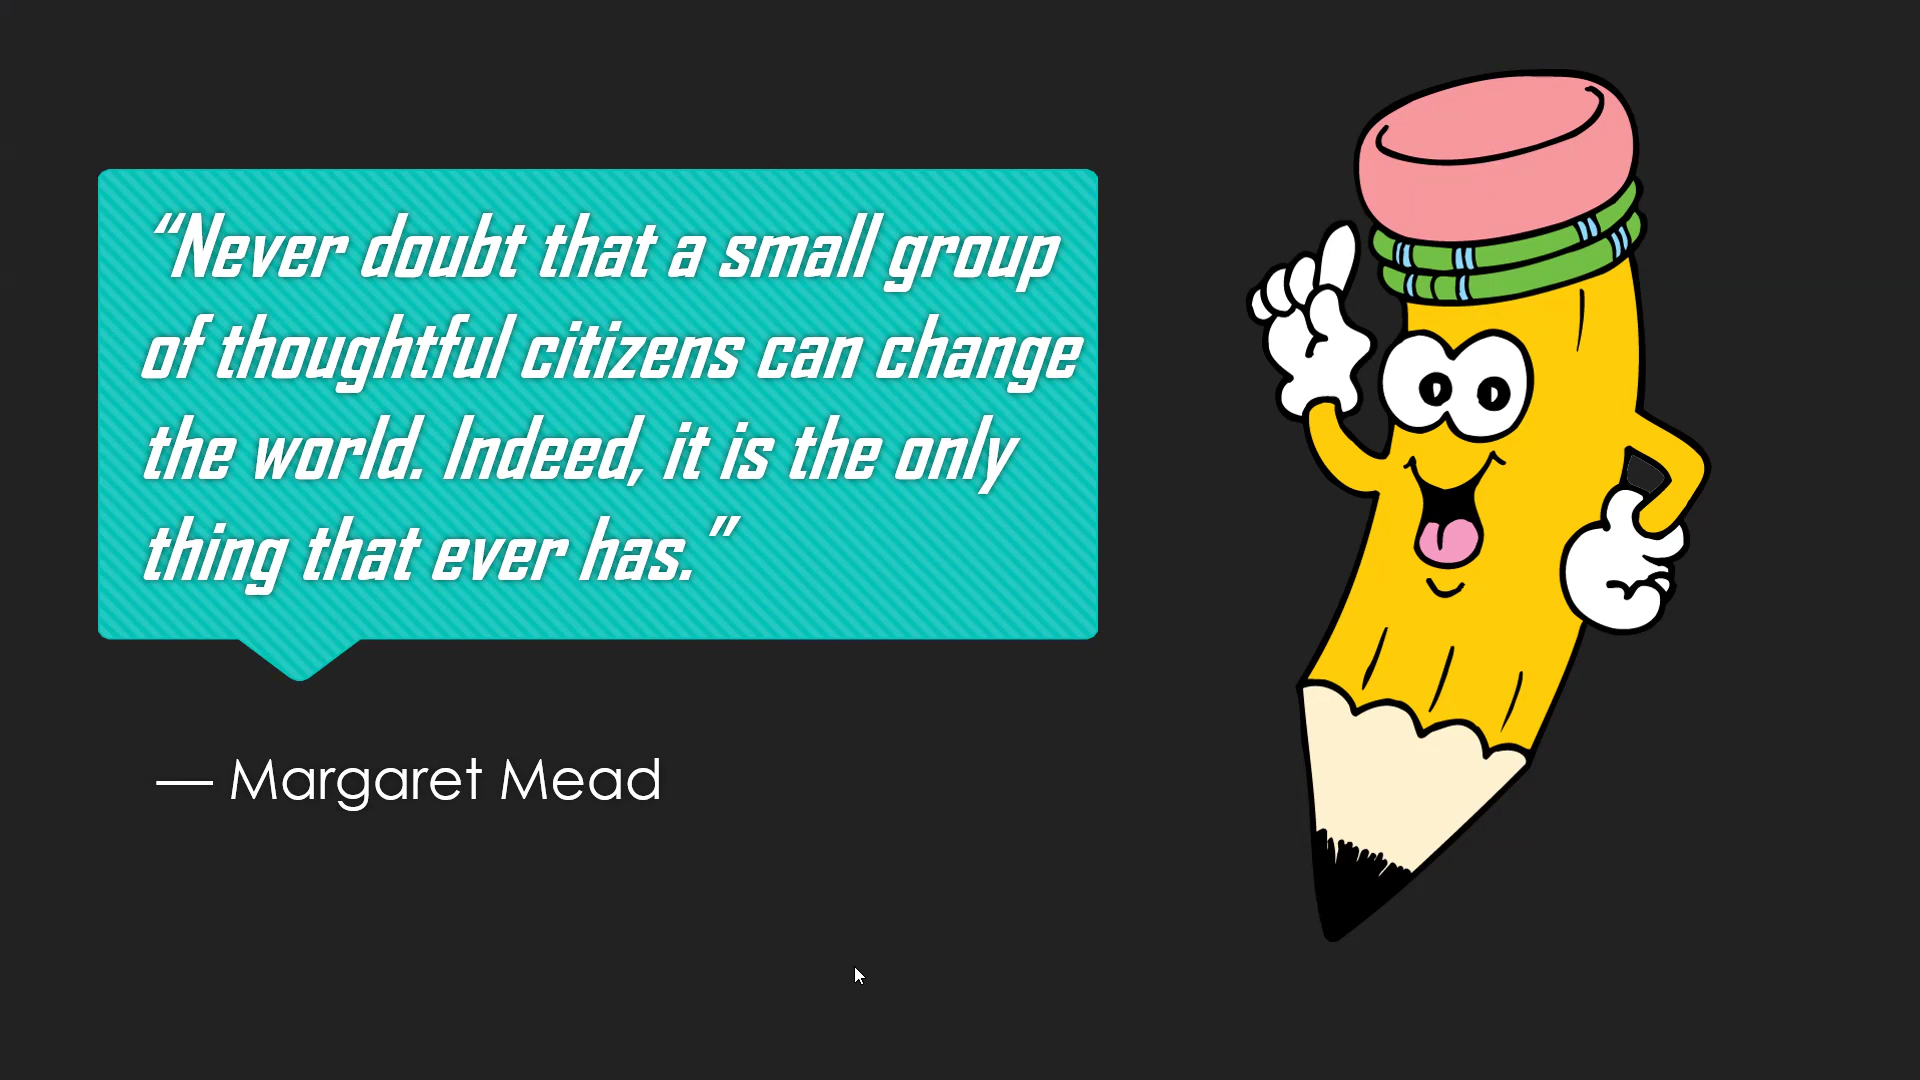 “Never doubt that a small group
of thoughtful citizens can change
the world. Indeed, it is the only
thing that ever has.”
— Margaret Mead